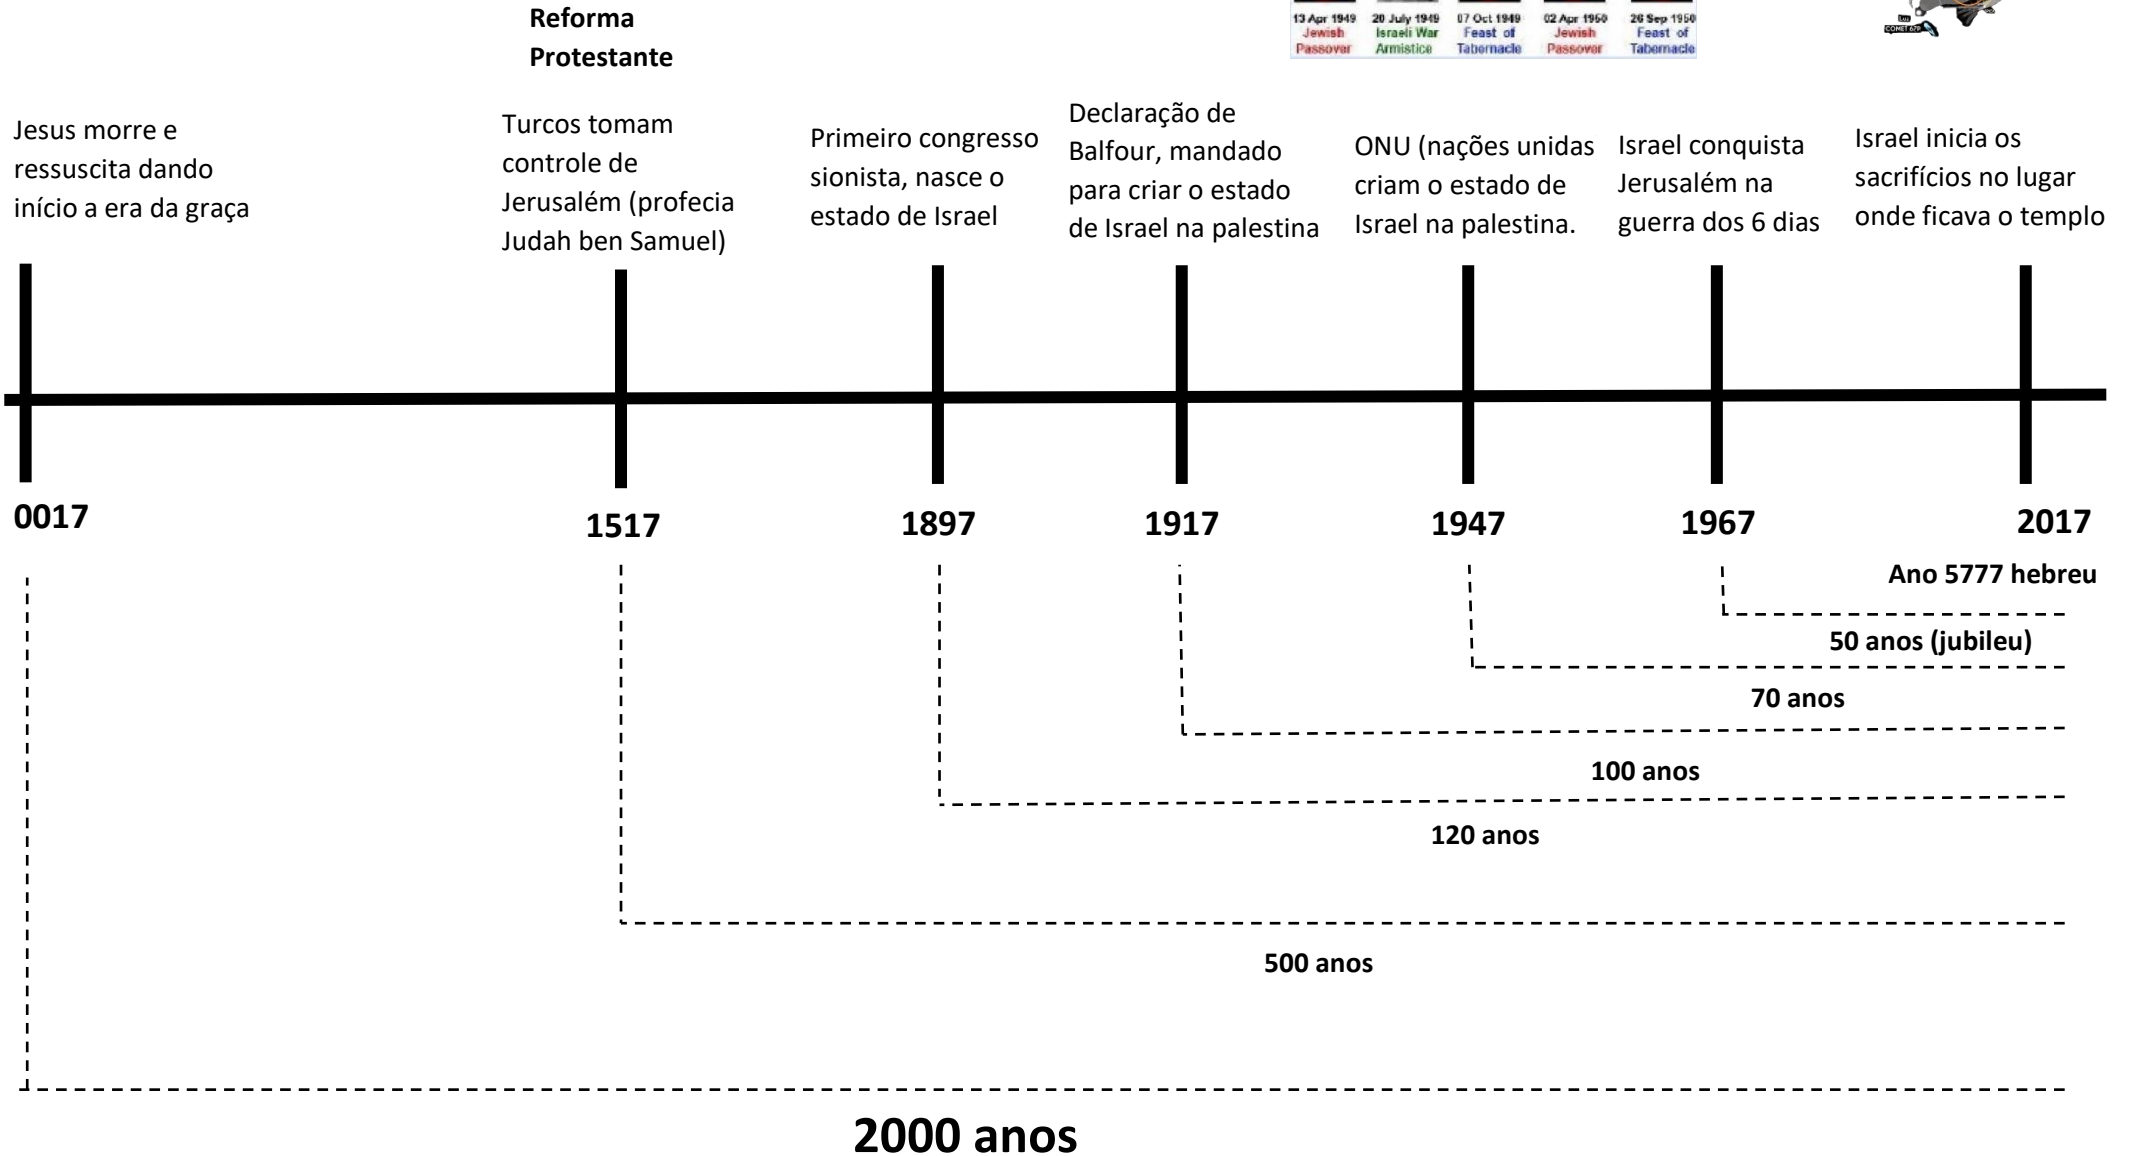 Reforma
Protestante
13 Apr 1949
Jewish
Passover
20 July 1949
Israeli War
Armistice
07 Oct 1949
Feast of
Tabernacle
02 Apr 1950
Jewish
Passover
26 Sep 1950
Feast of
Tabernacle
Jesus morre e
ressuscita dando
início a era da graça
Turcos tomam
controle de
Jerusalém (profecia
Judah ben Samuel)
Primeiro congresso
sionista, nasce o
estado de Israel
Declaração de
Balfour, mandado
para criar o estado
de Israel na palestina
ONU (nações unidas
criam o estado de
Israel na palestina.
Israel conquista
Jerusalém na
guerra dos 6 dias
Israel inicia os
sacrifícios no lugar
onde ficava o templo
0017
1517
1897
1917
1947
1967
2017
Ano 5777 hebreu
50 anos (jubileu)
70 anos
100 anos
120 anos
500 anos
2000 anos